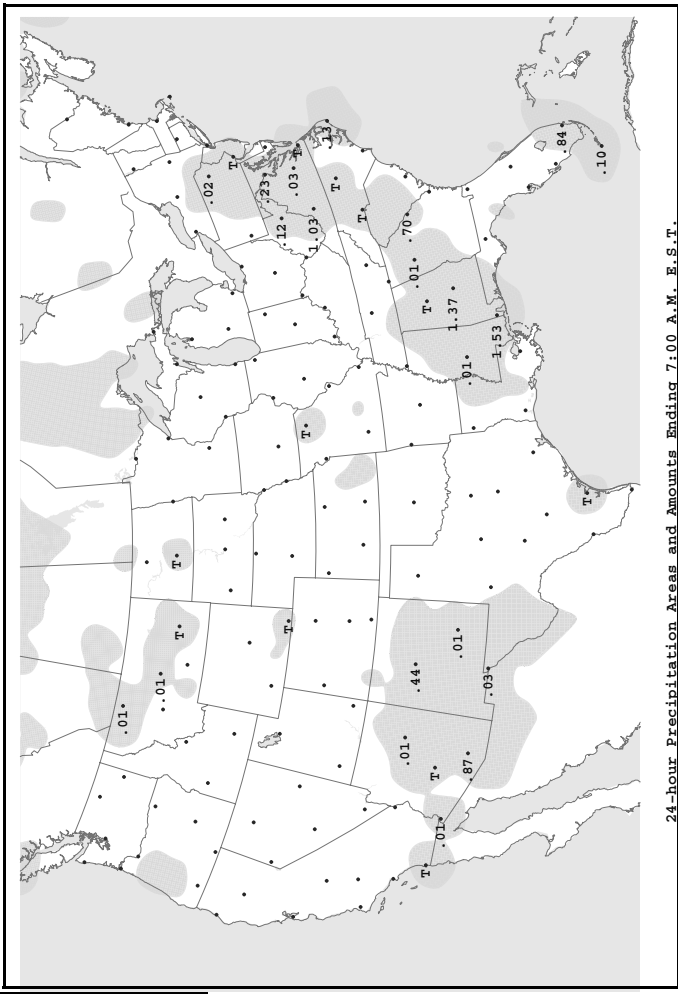 .01
.01
T
T
.02
T
.23
.12
T
.03
T
T
1.03
.13
T
T
.01
.70
.01
.44
T
T
T
.01
1.37
.01
.01
.87
.03
1.53
.84
T
.10
24-hour Precipitation Areas and Amounts Ending 7:00 A.M. E.S.T.